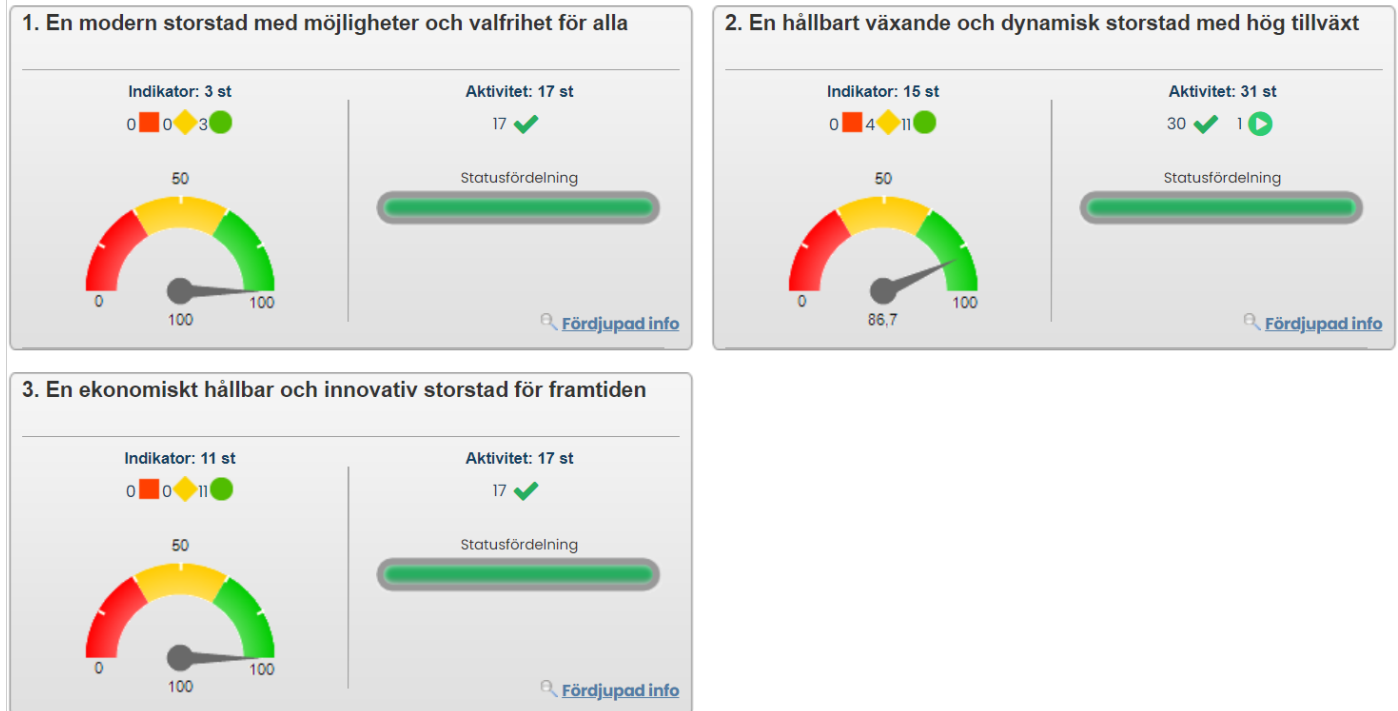 1. En modern storstad med möjligheter och valfrihet för alla
Indikator: 3 st
0 0 3
50
0
100
100
Aktivitet: 17 st
17
Statusfördelning
Fördjupad info
2. En hållbart växande och dynamisk storstad med hög tillväxt
Indikator: 15 st
0 4 11
50
0
100
86,7
Aktivitet: 31 st
30 1
Statusfördelning
Fördjupad info
3. En ekonomiskt hållbar och innovativ storstad för framtiden
Indikator: 11 st
0 0 11
50
0
100
100
Aktivitet: 17 st
17
Statusfördelning
Fördjupad info